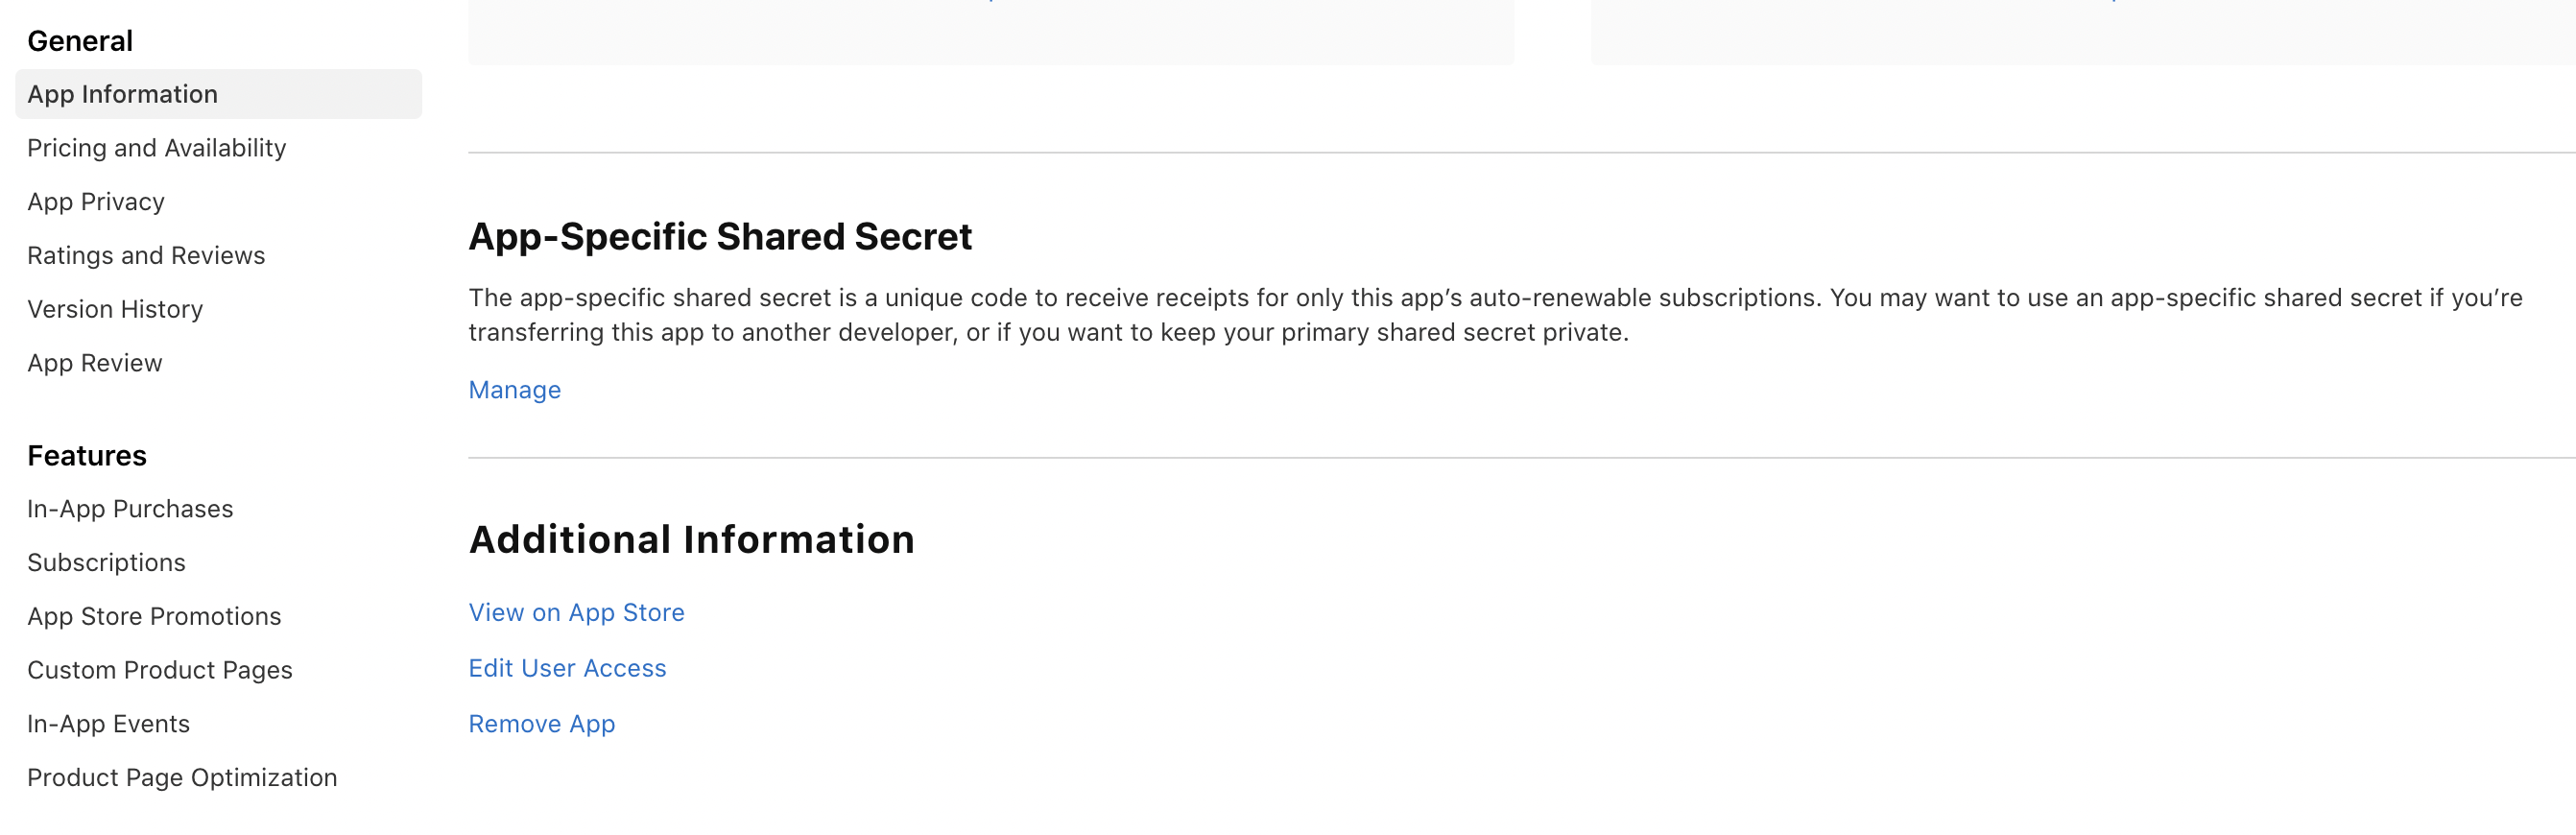 General
App Information
Pricing and Availability
App Privacy
Ratings and Reviews
Version History
App Review
Features
In-App Purchases
Subscriptions
App Store Promotions
Custom Product Pages
In-App Events
Product Page Optimization
App-Specific Shared Secret
The app-specific shared secret is a unique code to receive receipts for only this app’s auto-renewable subscriptions. You may want to use an app-specific shared secret if you’re
transferring this app to another developer, or if you want to keep your primary shared secret private.
Manage
Additional Information
View on App Store
Edit User Access
Remove App